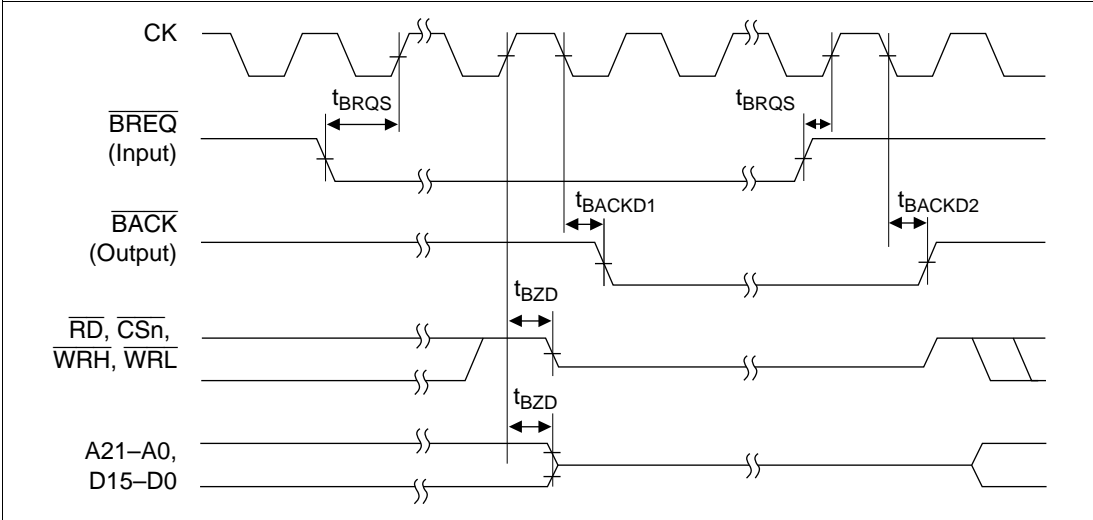 CK
tBRQS
tBRQS
BREQ
(Input)
tBACKD1
tBACKD2
BACK
(Output)
tBZD
RD, CSn,
WRH, WRL
tBZD
A21–A0,
D15–D0